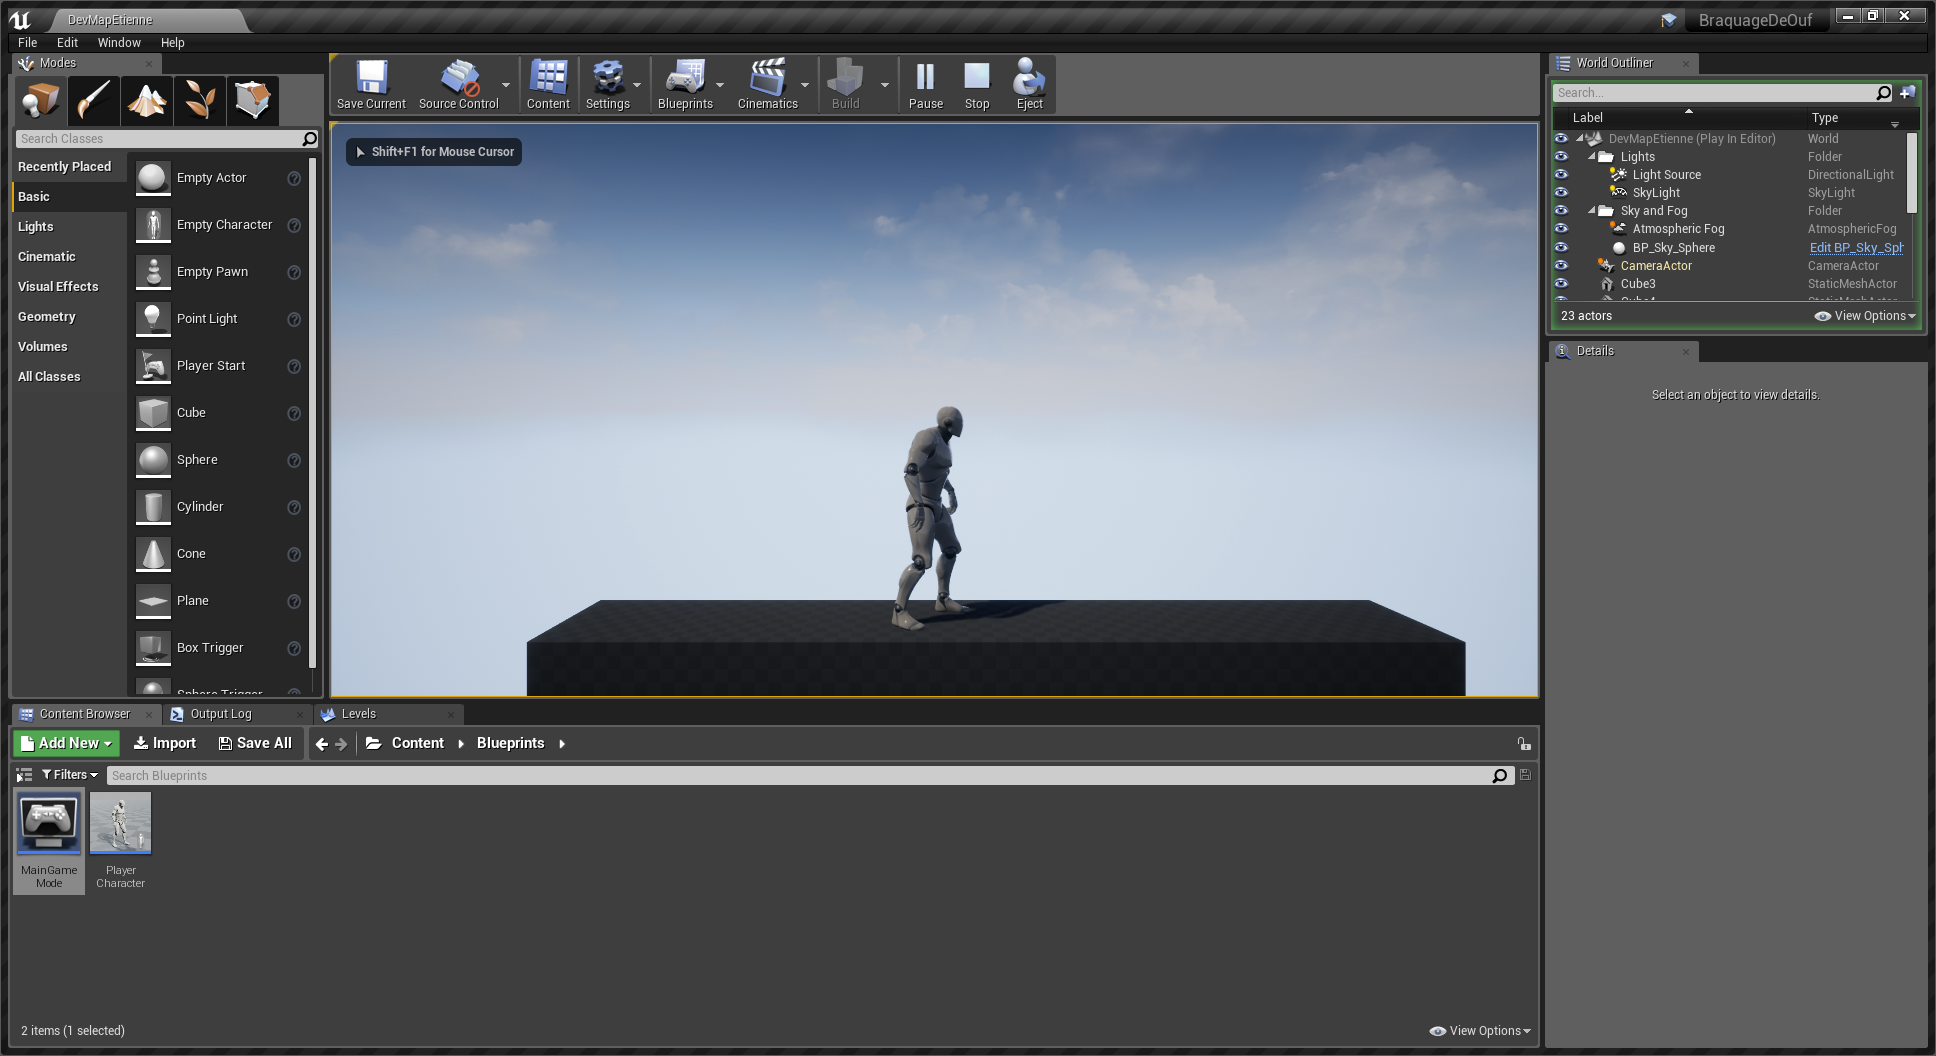 DevMapEtienne
BraquageDeOuf
File Edit Window Help
Modes
Search Classes
Recently Placed
Basic
Lights
Cinematic
Visual Effects
Geometry
Volumes
All Classes
Empty Actor
Empty Character
Empty Pawn
Point Light
Player Start
Cube
Sphere
Cylinder
Cone
Plane
Box Trigger
Sphere Trigger
Save Current Source Control Content Settings Blueprints Cinematics Build Pause Stop Eject
Shift+F1 for Mouse Cursor
World Outliner
Search...
Label Type
DevMapEtienne (Play In Editor) World
Lights Folder
Light Source DirectionalLight
SkyLight SkyLight
Sky and Fog Folder
Atmospheric Fog AtmosphericFog
BP_Sky_Sphere Edit BP_Sky_Sph
CameraActor CameraActor
Cube3 StaticMeshActor
Cube4 StaticMeshActor
23 actors View Options
Details
Select an object to view details.
Content Browser Output Log Levels
Add New Import Save All Content Blueprints
Filters Search Blueprints
MainGame
Mode
Player
Character
2 items (1 selected) View Options